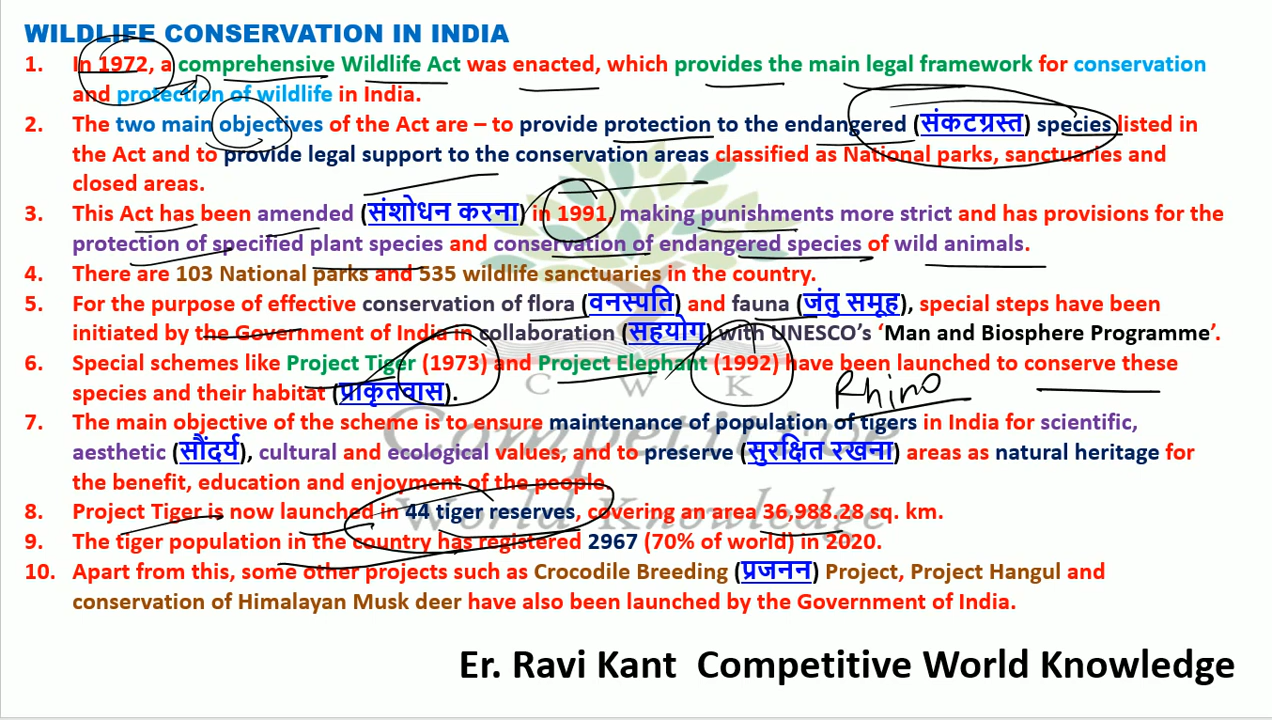 WILDLIFE CONSERVATION IN INDIA
1. In 1972, a comprehensive Wildlife Act was enacted, which provides the main legal framework for conservation
and protection of wildlife in India.
2. The two main objectives of the Act are – to provide protection to the endangered (संकटग्रस्त) species listed in
the Act and to provide legal support to the conservation areas classified as National parks, sanctuaries and
closed areas.
3. This Act has been amended (संशोधन करना) in 1991, making punishments more strict and has provisions for the
protection of specified plant species and conservation of endangered species of wild animals.
4. There are 103 National parks and 535 wildlife sanctuaries in the country.
5. For the purpose of effective conservation of flora (वनस्पति) and fauna (जंतु समूह), special steps have been
initiated by the Government of India in collaboration (सहयोग) with UNESCO's 'Man and Biosphere Programme'.
6. Special schemes like Project Tiger (1973) and Project Elephant (1992) have been launched to conserve these
species and their habitat (प्राकृतवास).
Rhino
7. The main objective of the scheme is to ensure maintenance of population of tigers in India for scientific,
aesthetic (सौंदर्य), cultural and ecological values, and to preserve (सुरक्षित रखना) areas as natural heritage for
the benefit, education and enjoyment of the people.
8. Project Tiger is now launched in 44 tiger reserves, covering an area 36,988.28 sq. km.
9. The tiger population in the country has registered 2967 (70% of world) in 2020.
10. Apart from this, some other projects such as Crocodile Breeding (प्रजनन) Project, Project Hangul and
conservation of Himalayan Musk deer have also been launched by the Government of India.
C W K
Competitive
World Knowledge
Er. Ravi Kant Competitive World Knowledge